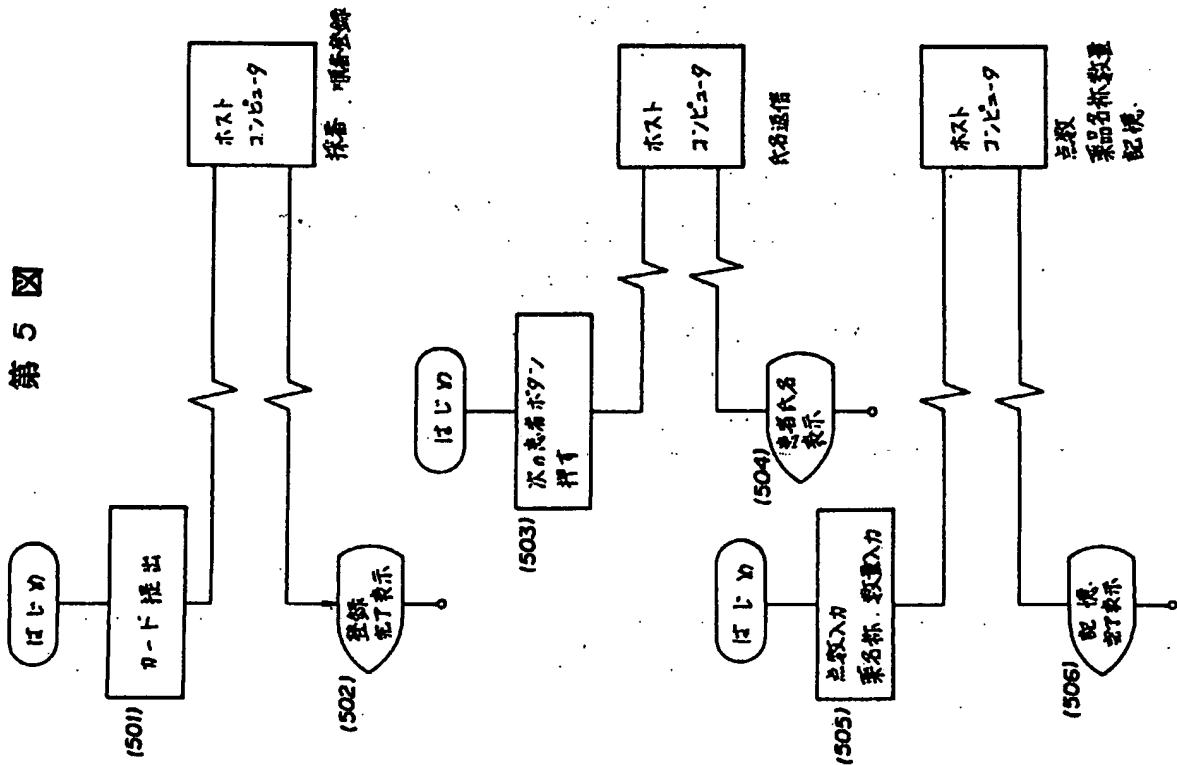 第5図
はじめ
カード提出
(501)
登録
完了表示
(502)
ホスト
コンピュータ
採番 順番登録
はじめ
次の患者ボタン
押す
(503)
患者氏名
表示
(504)
ホスト
コンピュータ
氏名返信
はじめ
点数入力
薬名称、数量入力
(505)
記憶
完了表示
(506)
ホスト
コンピュータ
点数
薬品名称数量
記憶.